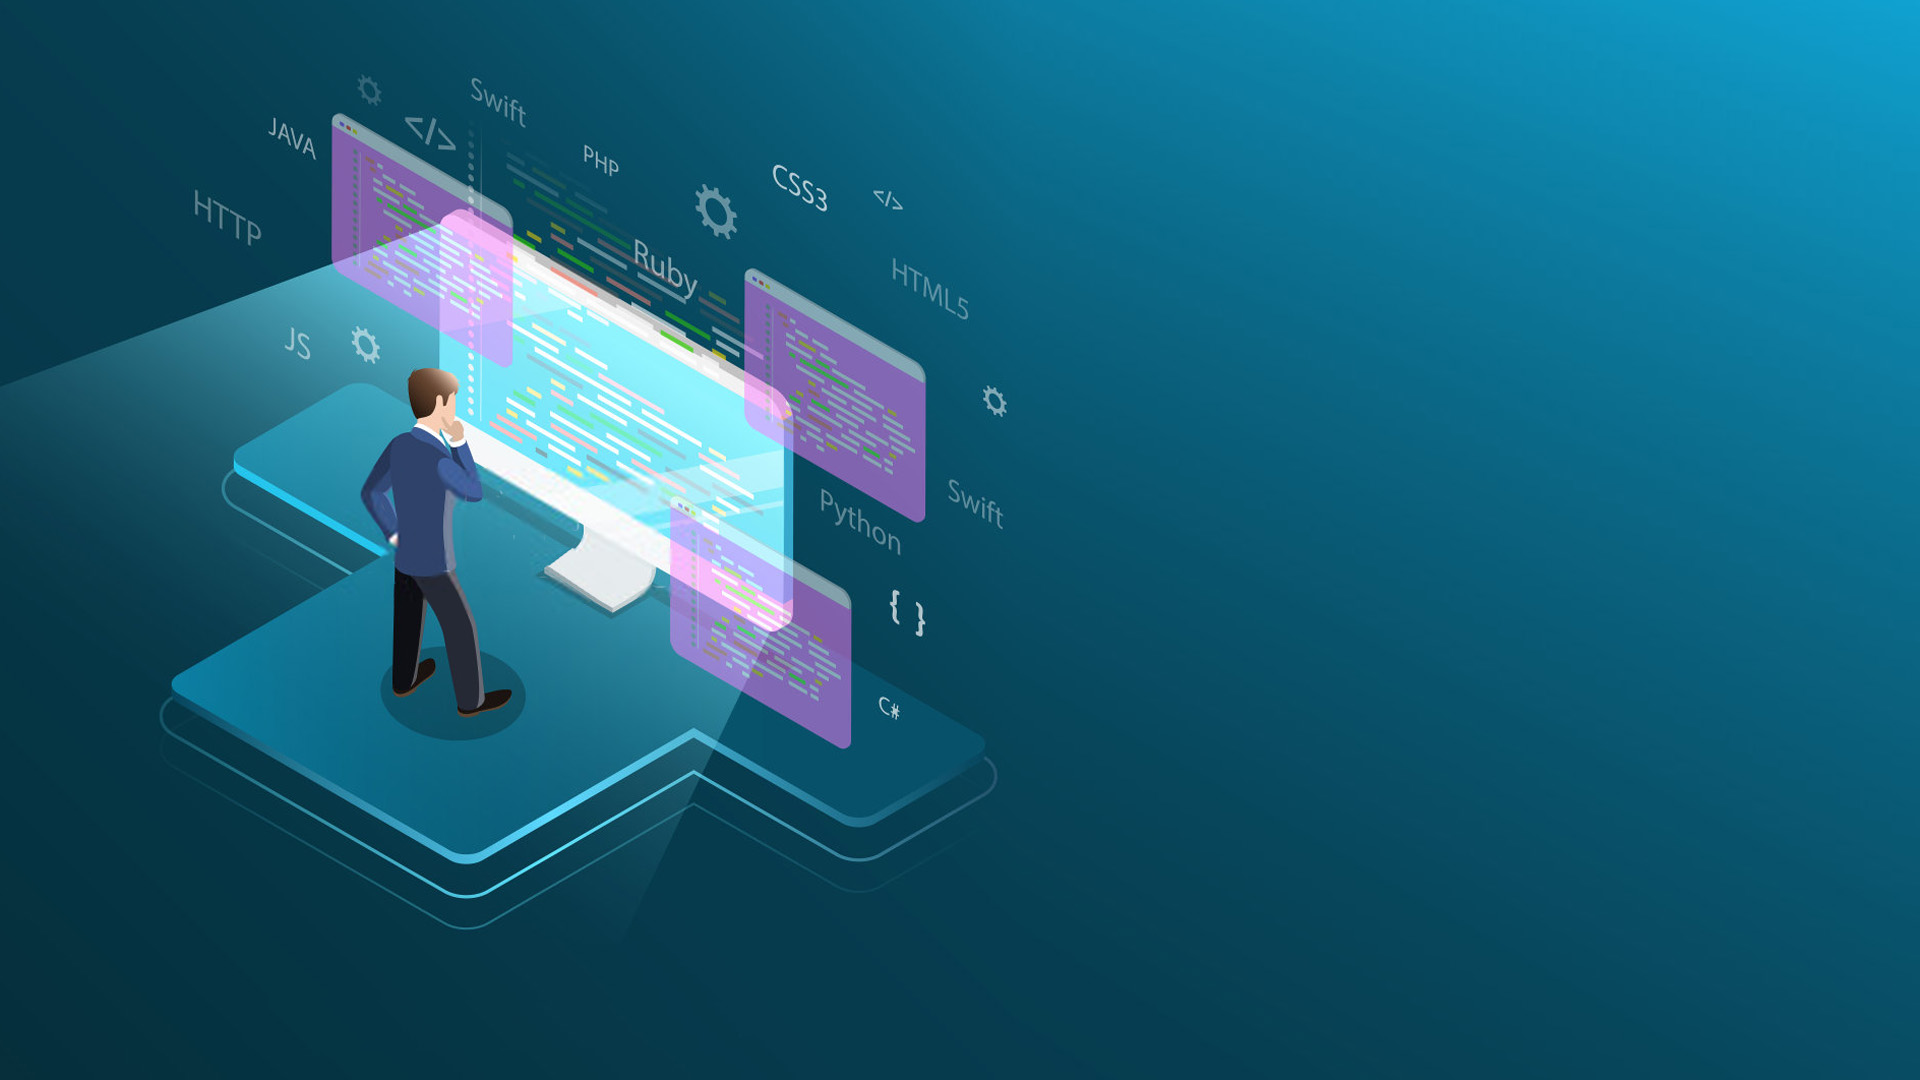 Swift
JAVA
</>
PHP
CSS3
</>
HTTP
Ruby
HTML5
JS
Python
Swift
{ }
C#